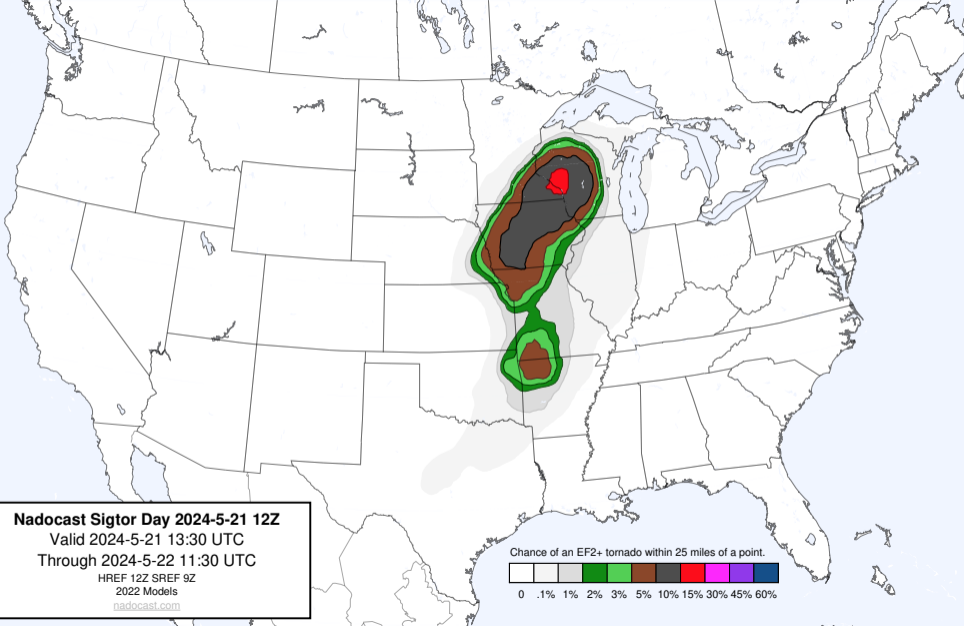 Nadocast Sigtor Day 2024-5-21 12Z
Valid 2024-5-21 13:30 UTC
Through 2024-5-22 11:30 UTC
HREF 12Z SREF 9Z
2022 Models
nadocast.com
Chance of an EF2+ tornado within 25 miles of a point.
0 .1% 1% 2% 3% 5% 10% 15% 30% 45% 60%